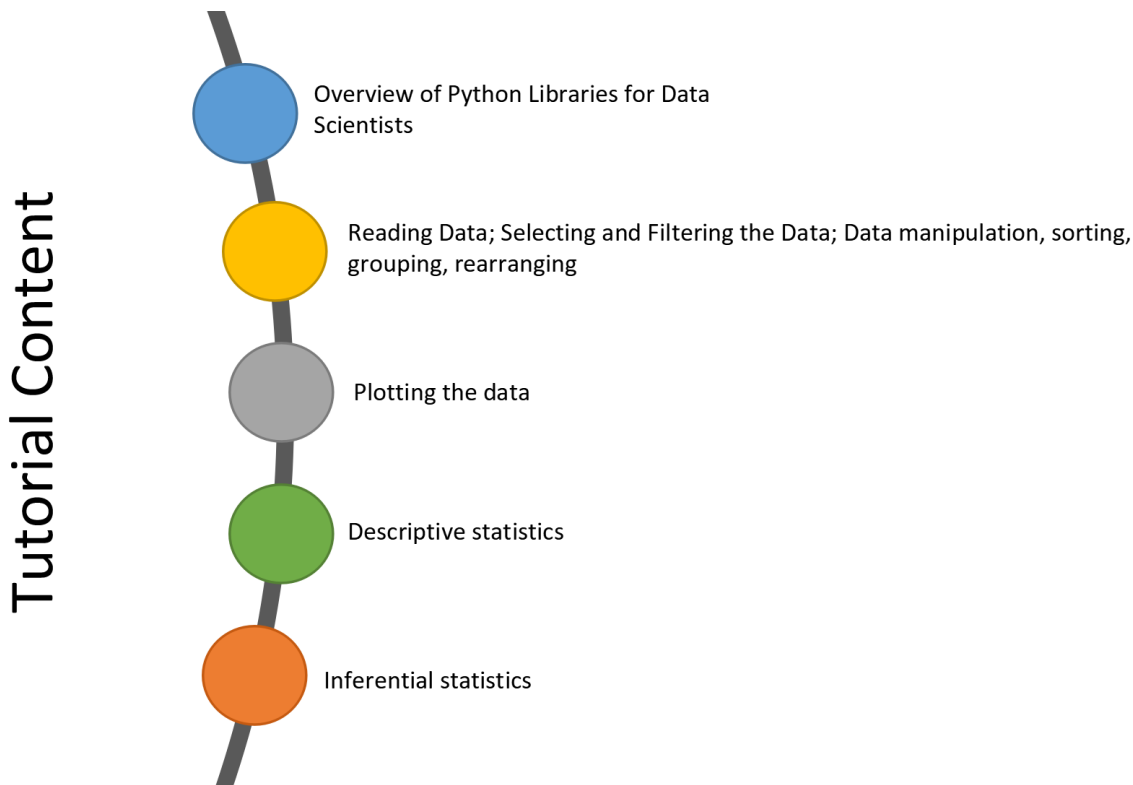 Tutorial Content
Overview of Python Libraries for Data
Scientists
Reading Data; Selecting and Filtering the Data; Data manipulation, sorting,
grouping, rearranging
Plotting the data
Descriptive statistics
Inferential statistics